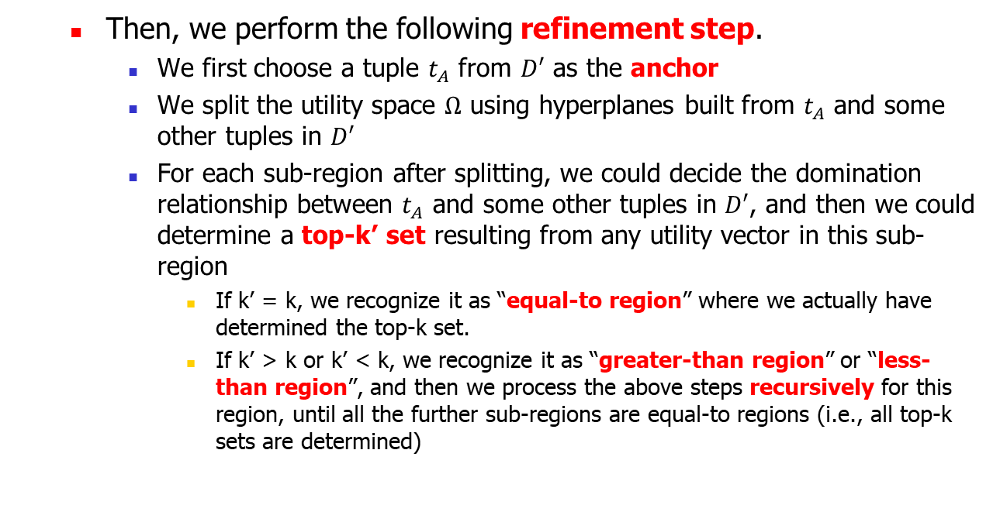 Then, we perform the following refinement step.
We first choose a tuple t_A from D′ as the anchor
We split the utility space Ω using hyperplanes built from t_A and some
other tuples in D′
For each sub-region after splitting, we could decide the domination
relationship between t_A and some other tuples in D′, and then we could
determine a top-k’ set resulting from any utility vector in this sub-
region
If k’ = k, we recognize it as “equal-to region” where we actually have
determined the top-k set.
If k’ > k or k’ < k, we recognize it as “greater-than region” or “less-
than region”, and then we process the above steps recursively for this
region, until all the further sub-regions are equal-to regions (i.e., all top-k
sets are determined)